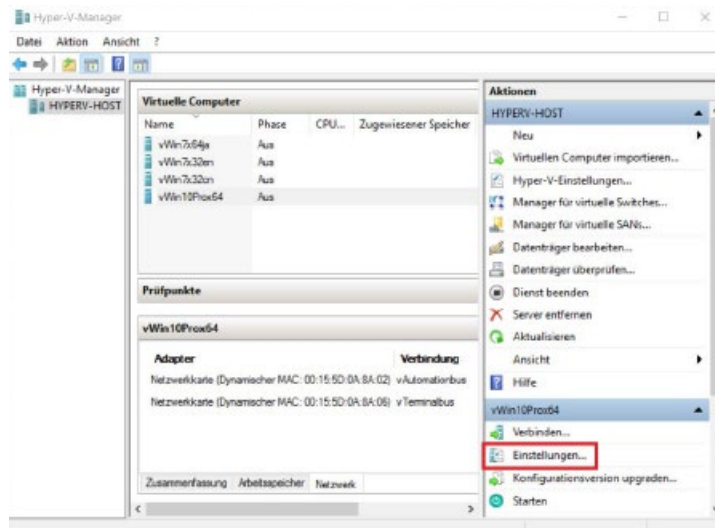 Hyper-V-Manager
Datei Aktion Ansicht ?
Hyper-V-Manager
HYPERV-HOST
Virtuelle Computer
Name Phase CPU... Zugewiesener Speicher
vWin7x64ja Aus
vWin7x32en Aus
vWin7x32cn Aus
vWin10Prox64 Aus
Prüfpunkte
vWin10Prox64
Adapter Verbindung
Netzwerkkarte (Dynamischer MAC: 00:15:5D:0A:8A:02) vAutomationbus
Netzwerkkarte (Dynamischer MAC: 00:15:5D:0A:8A:06) vTerminalbus
Zusammenfassung Arbeitsspeicher Netzwerk
Aktionen
HYPERV-HOST
Neu
Virtuellen Computer importieren...
Hyper-V-Einstellungen...
Manager für virtuelle Switches...
Manager für virtuelle SANs...
Datenträger bearbeiten...
Datenträger überprüfen...
Dienst beenden
Server entfernen
Aktualisieren
Ansicht
Hilfe
vWin10Prox64
Verbinden...
Einstellungen...
Konfigurationsversion upgraden...
Starten